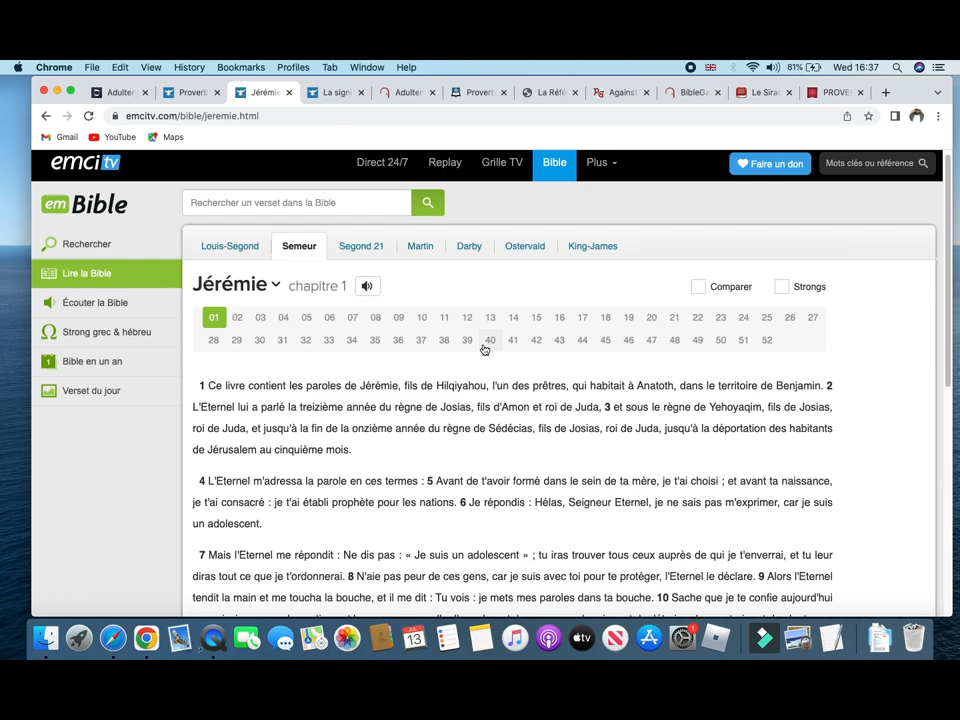 Chrome File Edit View History Bookmarks Profiles Tab Window Help 81% Wed 16:37
Adulter Proverb Jérémie La sign Adulter Proverb La Réfé Against BibleGa Le Sirac PROVER
emcitv.com/bible/jeremie.html
Gmail YouTube Maps
emci tv Direct 24/7 Replay Grille TV Bible Plus Faire un don Mots clés ou référence
em Bible Rechercher un verset dans la Bible
Rechercher
Lire la Bible
Écouter la Bible
Strong grec & hébreu
1 Bible en un an
Verset du jour
Louis-Segond Semeur Segond 21 Martin Darby Ostervald King-James
Jérémie chapitre 1 Comparer Strongs
01 02 03 04 05 06 07 08 09 10 11 12 13 14 15 16 17 18 19 20 21 22 23 24 25 26 27
28 29 30 31 32 33 34 35 36 37 38 39 40 41 42 43 44 45 46 47 48 49 50 51 52
1 Ce livre contient les paroles de Jérémie, fils de Hilqiyahou, l'un des prêtres, qui habitait à Anatoth, dans le territoire de Benjamin. 2
L'Eternel lui a parlé la treizième année du règne de Josias, fils d'Amon et roi de Juda, 3 et sous le règne de Yehoyaqim, fils de Josias,
roi de Juda, et jusqu'à la fin de la onzième année du règne de Sédécias, fils de Josias, roi de Juda, jusqu'à la déportation des habitants
de Jérusalem au cinquième mois.
4 L'Eternel m'adressa la parole en ces termes : 5 Avant de t'avoir formé dans le sein de ta mère, je t'ai choisi ; et avant ta naissance,
je t'ai consacré : je t'ai établi prophète pour les nations. 6 Je répondis : Hélas, Seigneur Eternel, je ne sais pas m'exprimer, car je suis
un adolescent.
7 Mais l'Eternel me répondit : Ne dis pas : « Je suis un adolescent » ; tu iras trouver tous ceux auprès de qui je t'enverrai, et tu leur
diras tout ce que je t'ordonnerai. 8 N'aie pas peur de ces gens, car je suis avec toi pour te protéger, l'Eternel le déclare. 9 Alors l'Eternel
tendit la main et me toucha la bouche, et il me dit : Tu vois : je mets mes paroles dans ta bouche. 10 Sache que je te confie aujourd'hui
13 tv 1